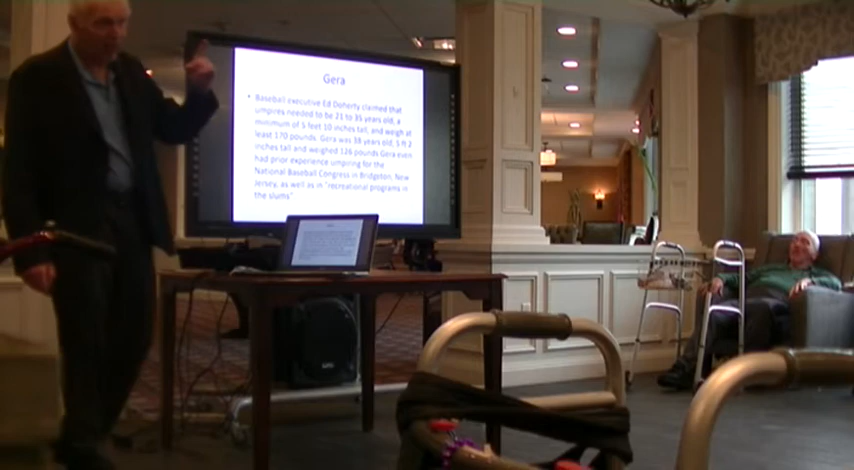 Gera
• Baseball executive Ed Doherty claimed that
umpires needed to be 21 to 35 years old, a
minimum of 5 feet 10 inches tall, and weigh at
least 170 pounds. Gera was 38 years old, 5 ft 2
inches tall and weighed 126 pounds Gera even
had prior experience umpiring for the
National Baseball Congress in Bridgeton, New
Jersey, as well as in "recreational programs in
the slums"